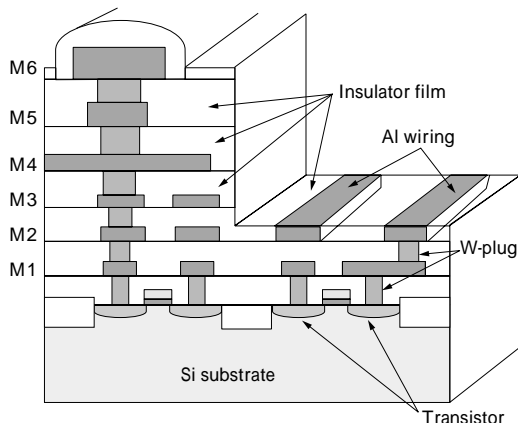 M6
Insulator film
M5
Al wiring
M4
M3
M2
W-plug
M1
Si substrate
Transistor